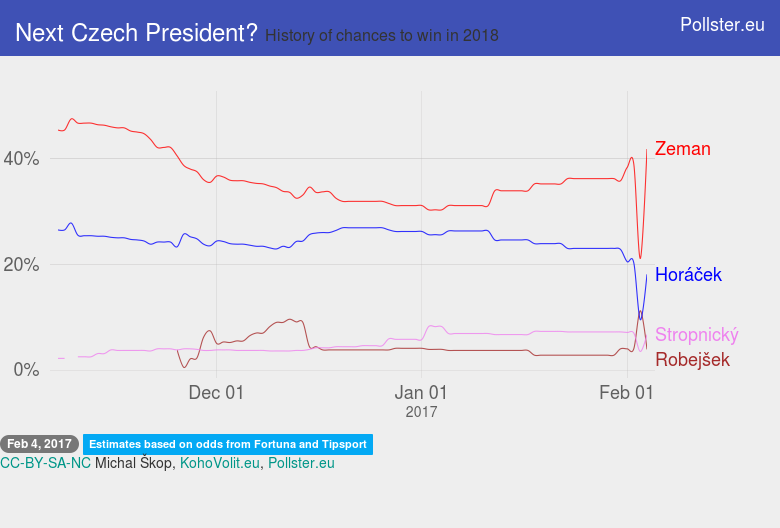 Next Czech President? History of chances to win in 2018
Pollster.eu
40%
20%
0%
Zeman
Horáček
Stropnický
Robejšek
Dec 01
Jan 01
Feb 01
2017
Feb 4, 2017 Estimates based on odds from Fortuna and Tipsport
CC-BY-SA-NC Michal Škop, KohoVolit.eu, Pollster.eu